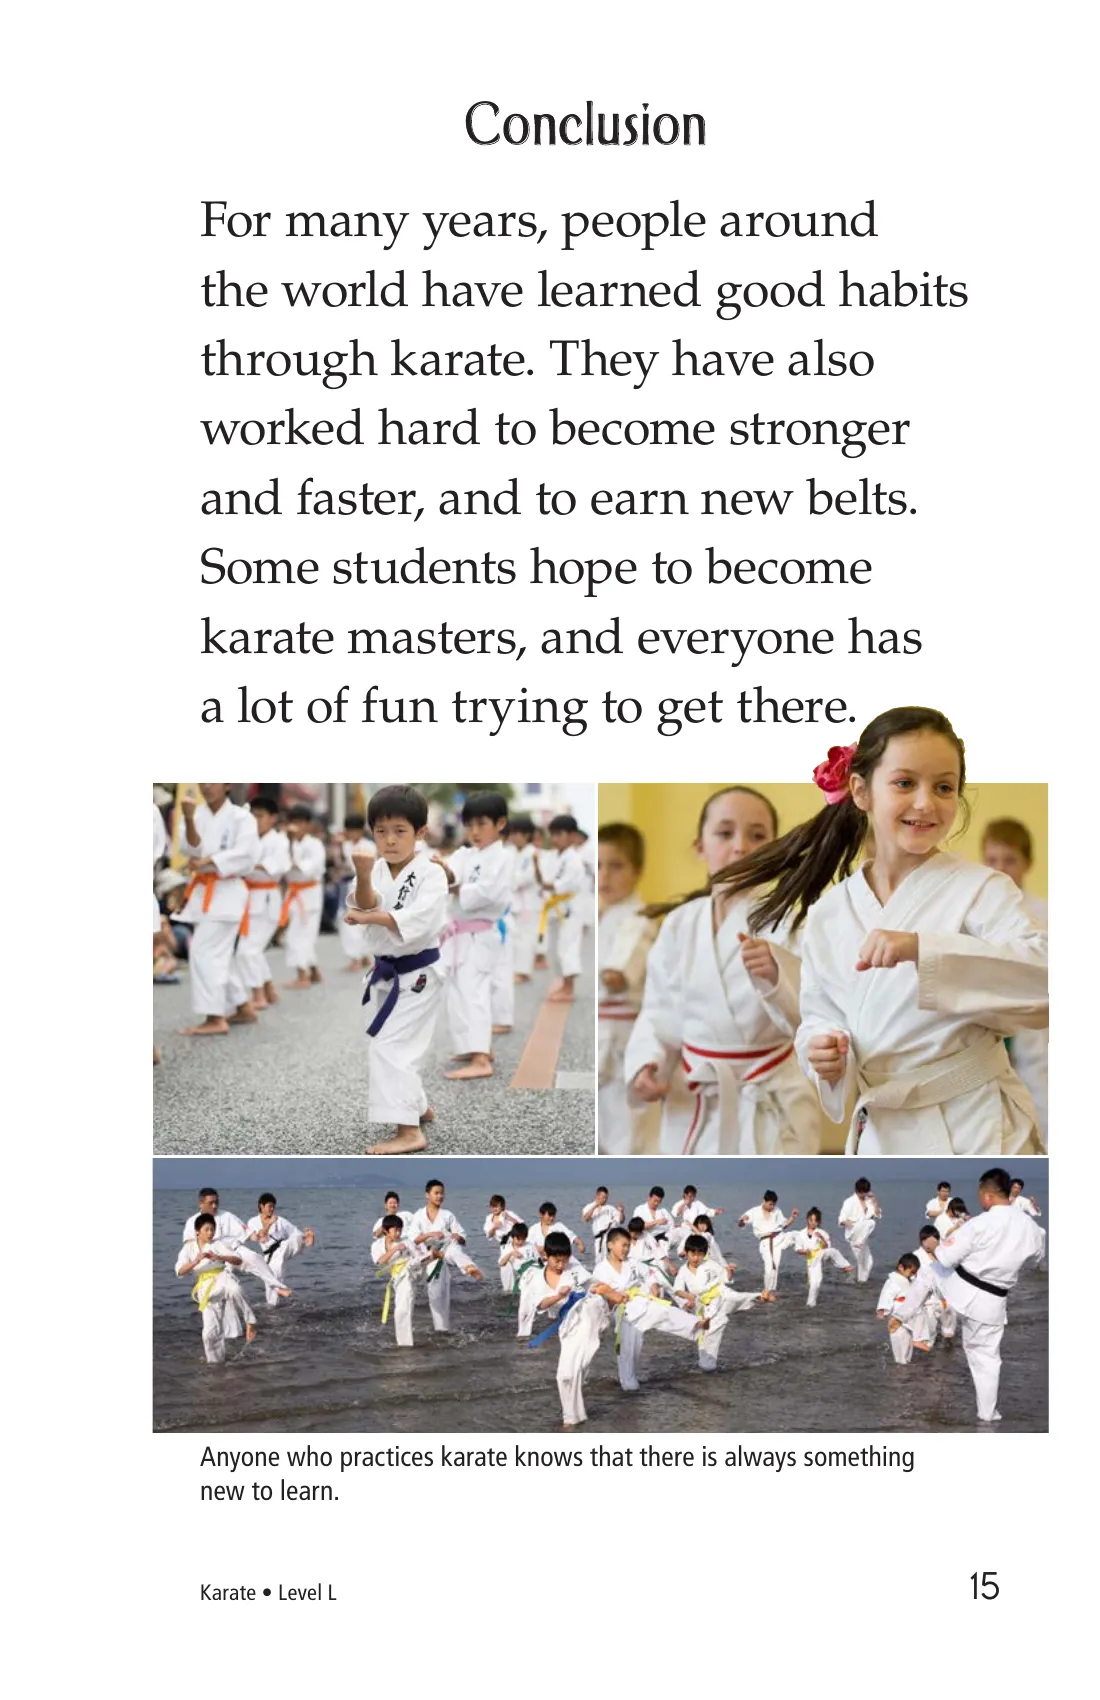 Conclusion
For many years, people around
the world have learned good habits
through karate. They have also
worked hard to become stronger
and faster, and to earn new belts.
Some students hope to become
karate masters, and everyone has
a lot of fun trying to get there.
Anyone who practices karate knows that there is always something
new to learn.
Karate • Level L
15